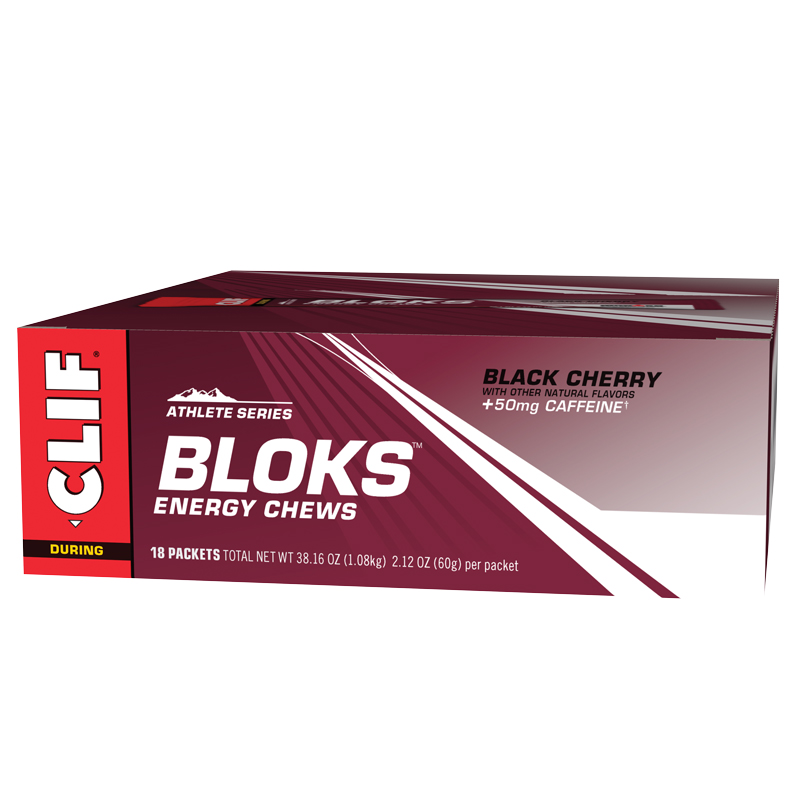 CLIF®
DURING
ATHLETE SERIES
BLOKS™
ENERGY CHEWS
18 PACKETS TOTAL NET WT 38.16 OZ (1.08kg) 2.12 OZ (60g) per packet
BLACK CHERRY
WITH OTHER NATURAL FLAVORS
+50mg CAFFEINE†
BLOKS